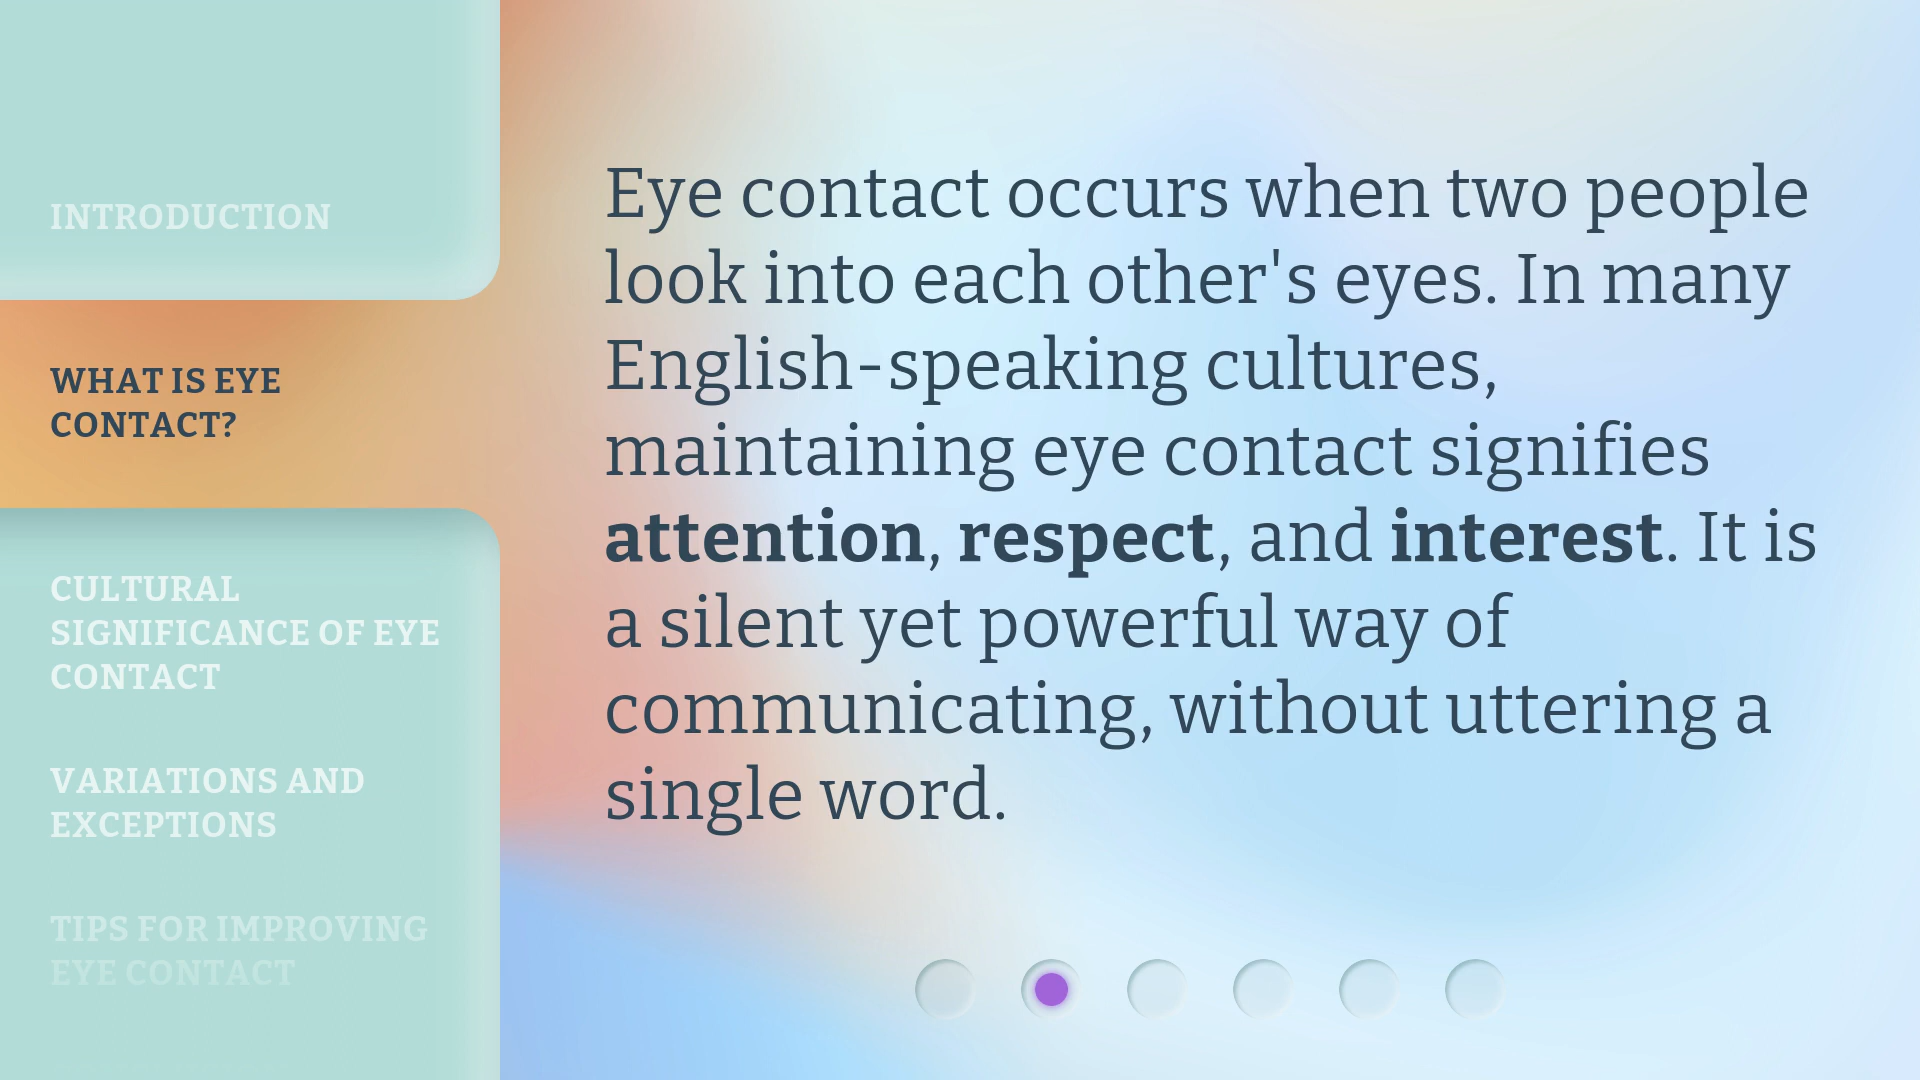 INTRODUCTION
WHAT IS EYE
CONTACT?
CULTURAL
SIGNIFICANCE OF EYE
CONTACT
VARIATIONS AND
EXCEPTIONS
TIPS FOR IMPROVING
EYE CONTACT
Eye contact occurs when two people
look into each other's eyes. In many
English-speaking cultures,
maintaining eye contact signifies
attention, respect, and interest. It is
a silent yet powerful way of
communicating, without uttering a
single word.